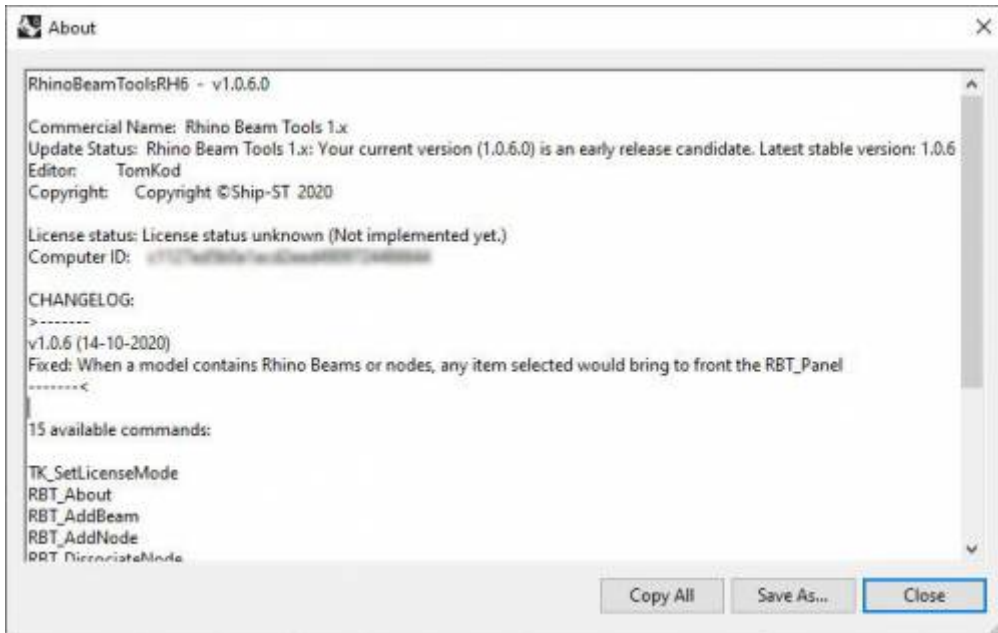 About
RhinoBeamToolsRH6 - v1.0.6.0
Commercial Name: Rhino Beam Tools 1.x
Update Status: Rhino Beam Tools 1.x: Your current version (1.0.6.0) is an early release candidate. Latest stable version: 1.0.6
Editor: TomKod
Copyright: Copyright ©Ship-ST 2020
License status: License status unknown (Not implemented yet.)
Computer ID:
CHANGELOG:
>-------
v1.0.6 (14-10-2020)
Fixed: When a model contains Rhino Beams or nodes, any item selected would bring to front the RBT_Panel
-------<
15 available commands:
TK_SetLicenseMode
RBT_About
RBT_AddBeam
RBT_AddNode
RBT_DissociateNode
Copy All
Save As...
Close